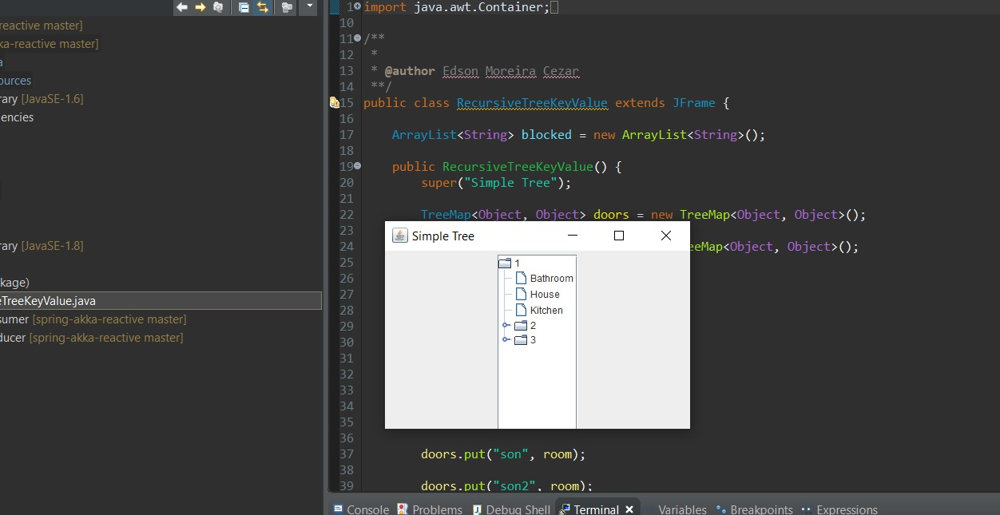 reactive master]
ka-reactive master]
a
ources
rary [JavaSE-1.6]
encies
rary [JavaSE-1.8]
kage)
eTreeKeyValue.java
sumer [spring-akka-reactive master]
ducer [spring-akka-reactive master]
1 import java.awt.Container;
10
11 /**
12 *
13 * @author Edson Moreira Cezar
14 **/
15 public class RecursiveTreeKeyValue extends JFrame {
16
17 ArrayList<String> blocked = new ArrayList<String>();
18
19 public RecursiveTreeKeyValue() {
20 super("Simple Tree");
21
22 TreeMap<Object, Object> doors = new TreeMap<Object, Object>();
23
24 eeMap<Object, Object>();
25
26
27
28
29
30
31
32
33
34
35
36
37 doors.put("son", room);
38
39 doors.put("son2", room);
Simple Tree
1
Bathroom
House
Kitchen
2
3
Console Problems Debug Shell Terminal Variables Breakpoints Expressions